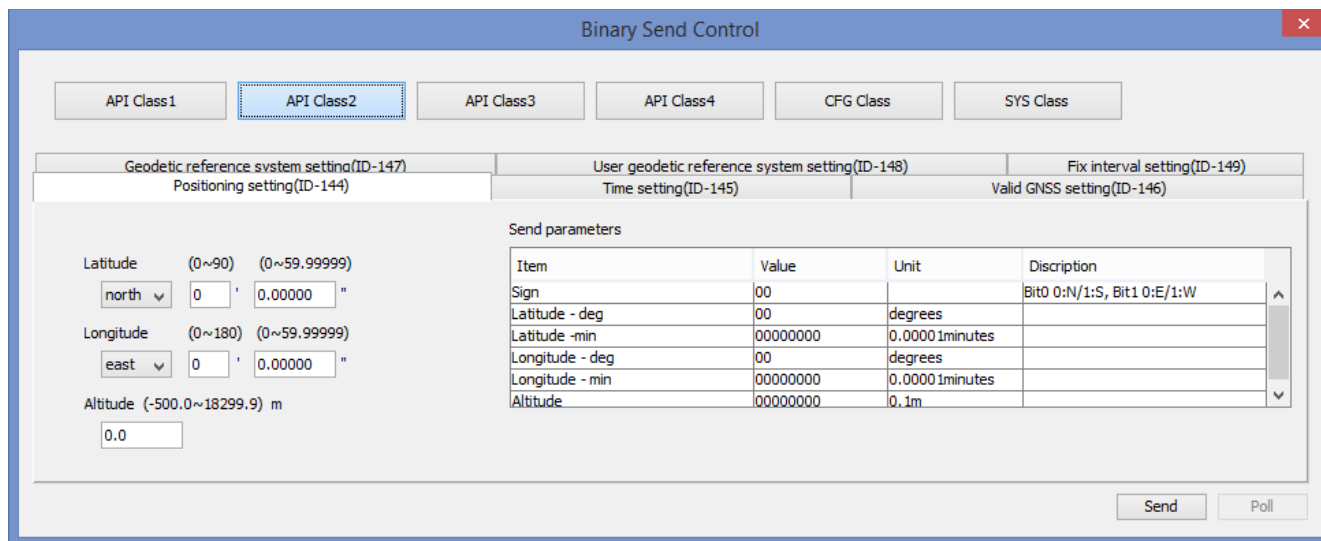 Binary Send Control
API Class1 API Class2 API Class3 API Class4 CFG Class SYS Class
Geodetic reference system setting(ID-147) User geodetic reference system setting(ID-148) Fix interval setting(ID-149)
Positioning setting(ID-144) Time setting(ID-145) Valid GNSS setting(ID-146)
Send parameters
Latitude (0~90) (0~59.99999)
north 0 ' 0.00000 "
Longitude (0~180) (0~59.99999)
east 0 ' 0.00000 "
Altitude (-500.0~18299.9) m
0.0
Item Value Unit Discription
Sign 00 Bit0 0:N/1:S, Bit1 0:E/1:W
Latitude - deg 00 degrees
Latitude -min 00000000 0.00001minutes
Longitude - deg 00 degrees
Longitude - min 00000000 0.00001minutes
Altitude 00000000 0.1m
Send Poll